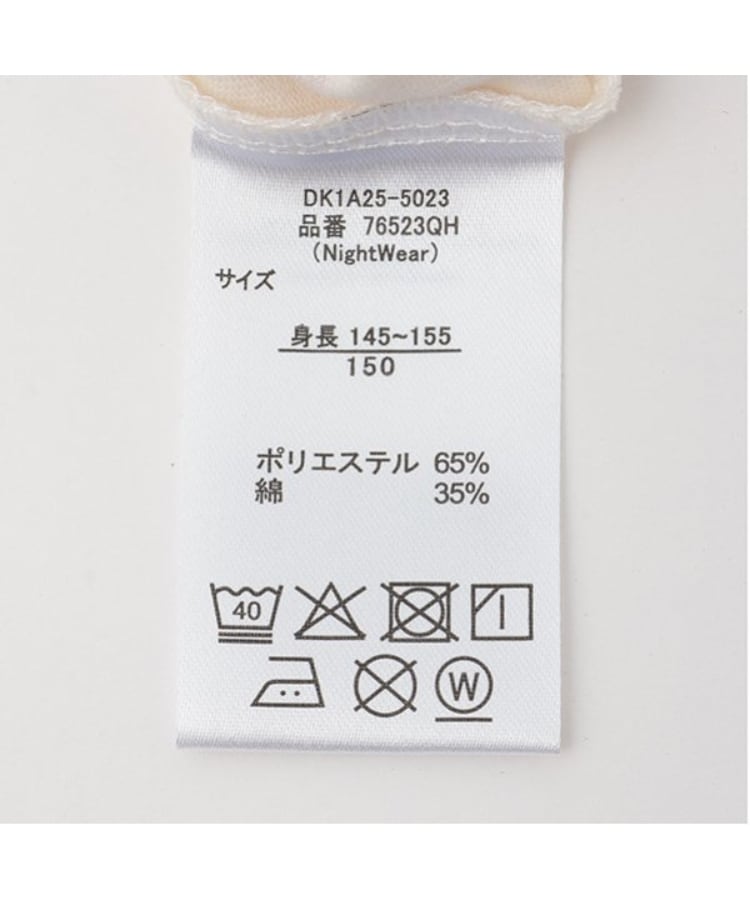 DK1A25-5023
品番 76523QH
(NightWear)
サイズ
身長 145~155
150
ポリエステル 65%
綿 35%
40
W